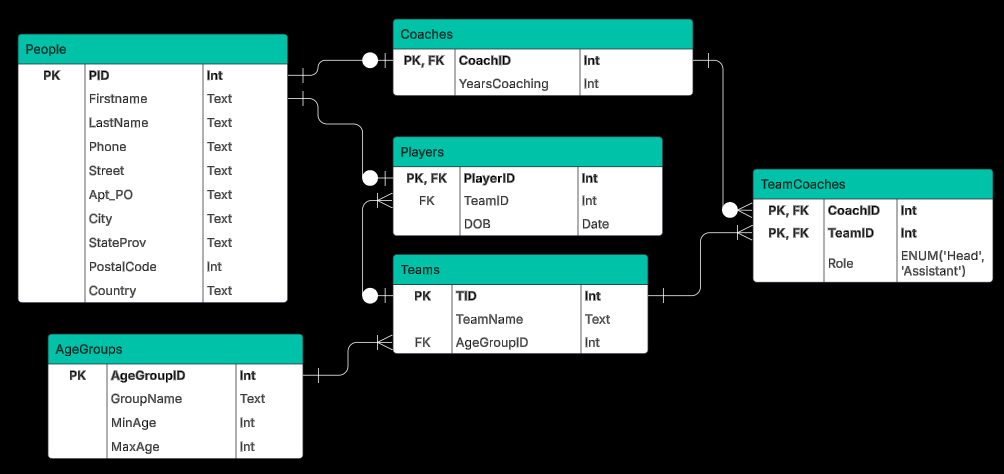 People
PK PID Int
Firstname Text
LastName Text
Phone Text
Street Text
Apt_PO Text
City Text
StateProv Text
PostalCode Int
Country Text
Coaches
PK, FK CoachID Int
YearsCoaching Int
Players
PK, FK PlayerID Int
FK TeamID Int
DOB Date
Teams
PK TID Int
TeamName Text
FK AgeGroupID Int
TeamCoaches
PK, FK CoachID Int
PK, FK TeamID Int
Role ENUM('Head',
'Assistant')
AgeGroups
PK AgeGroupID Int
GroupName Text
MinAge Int
MaxAge Int